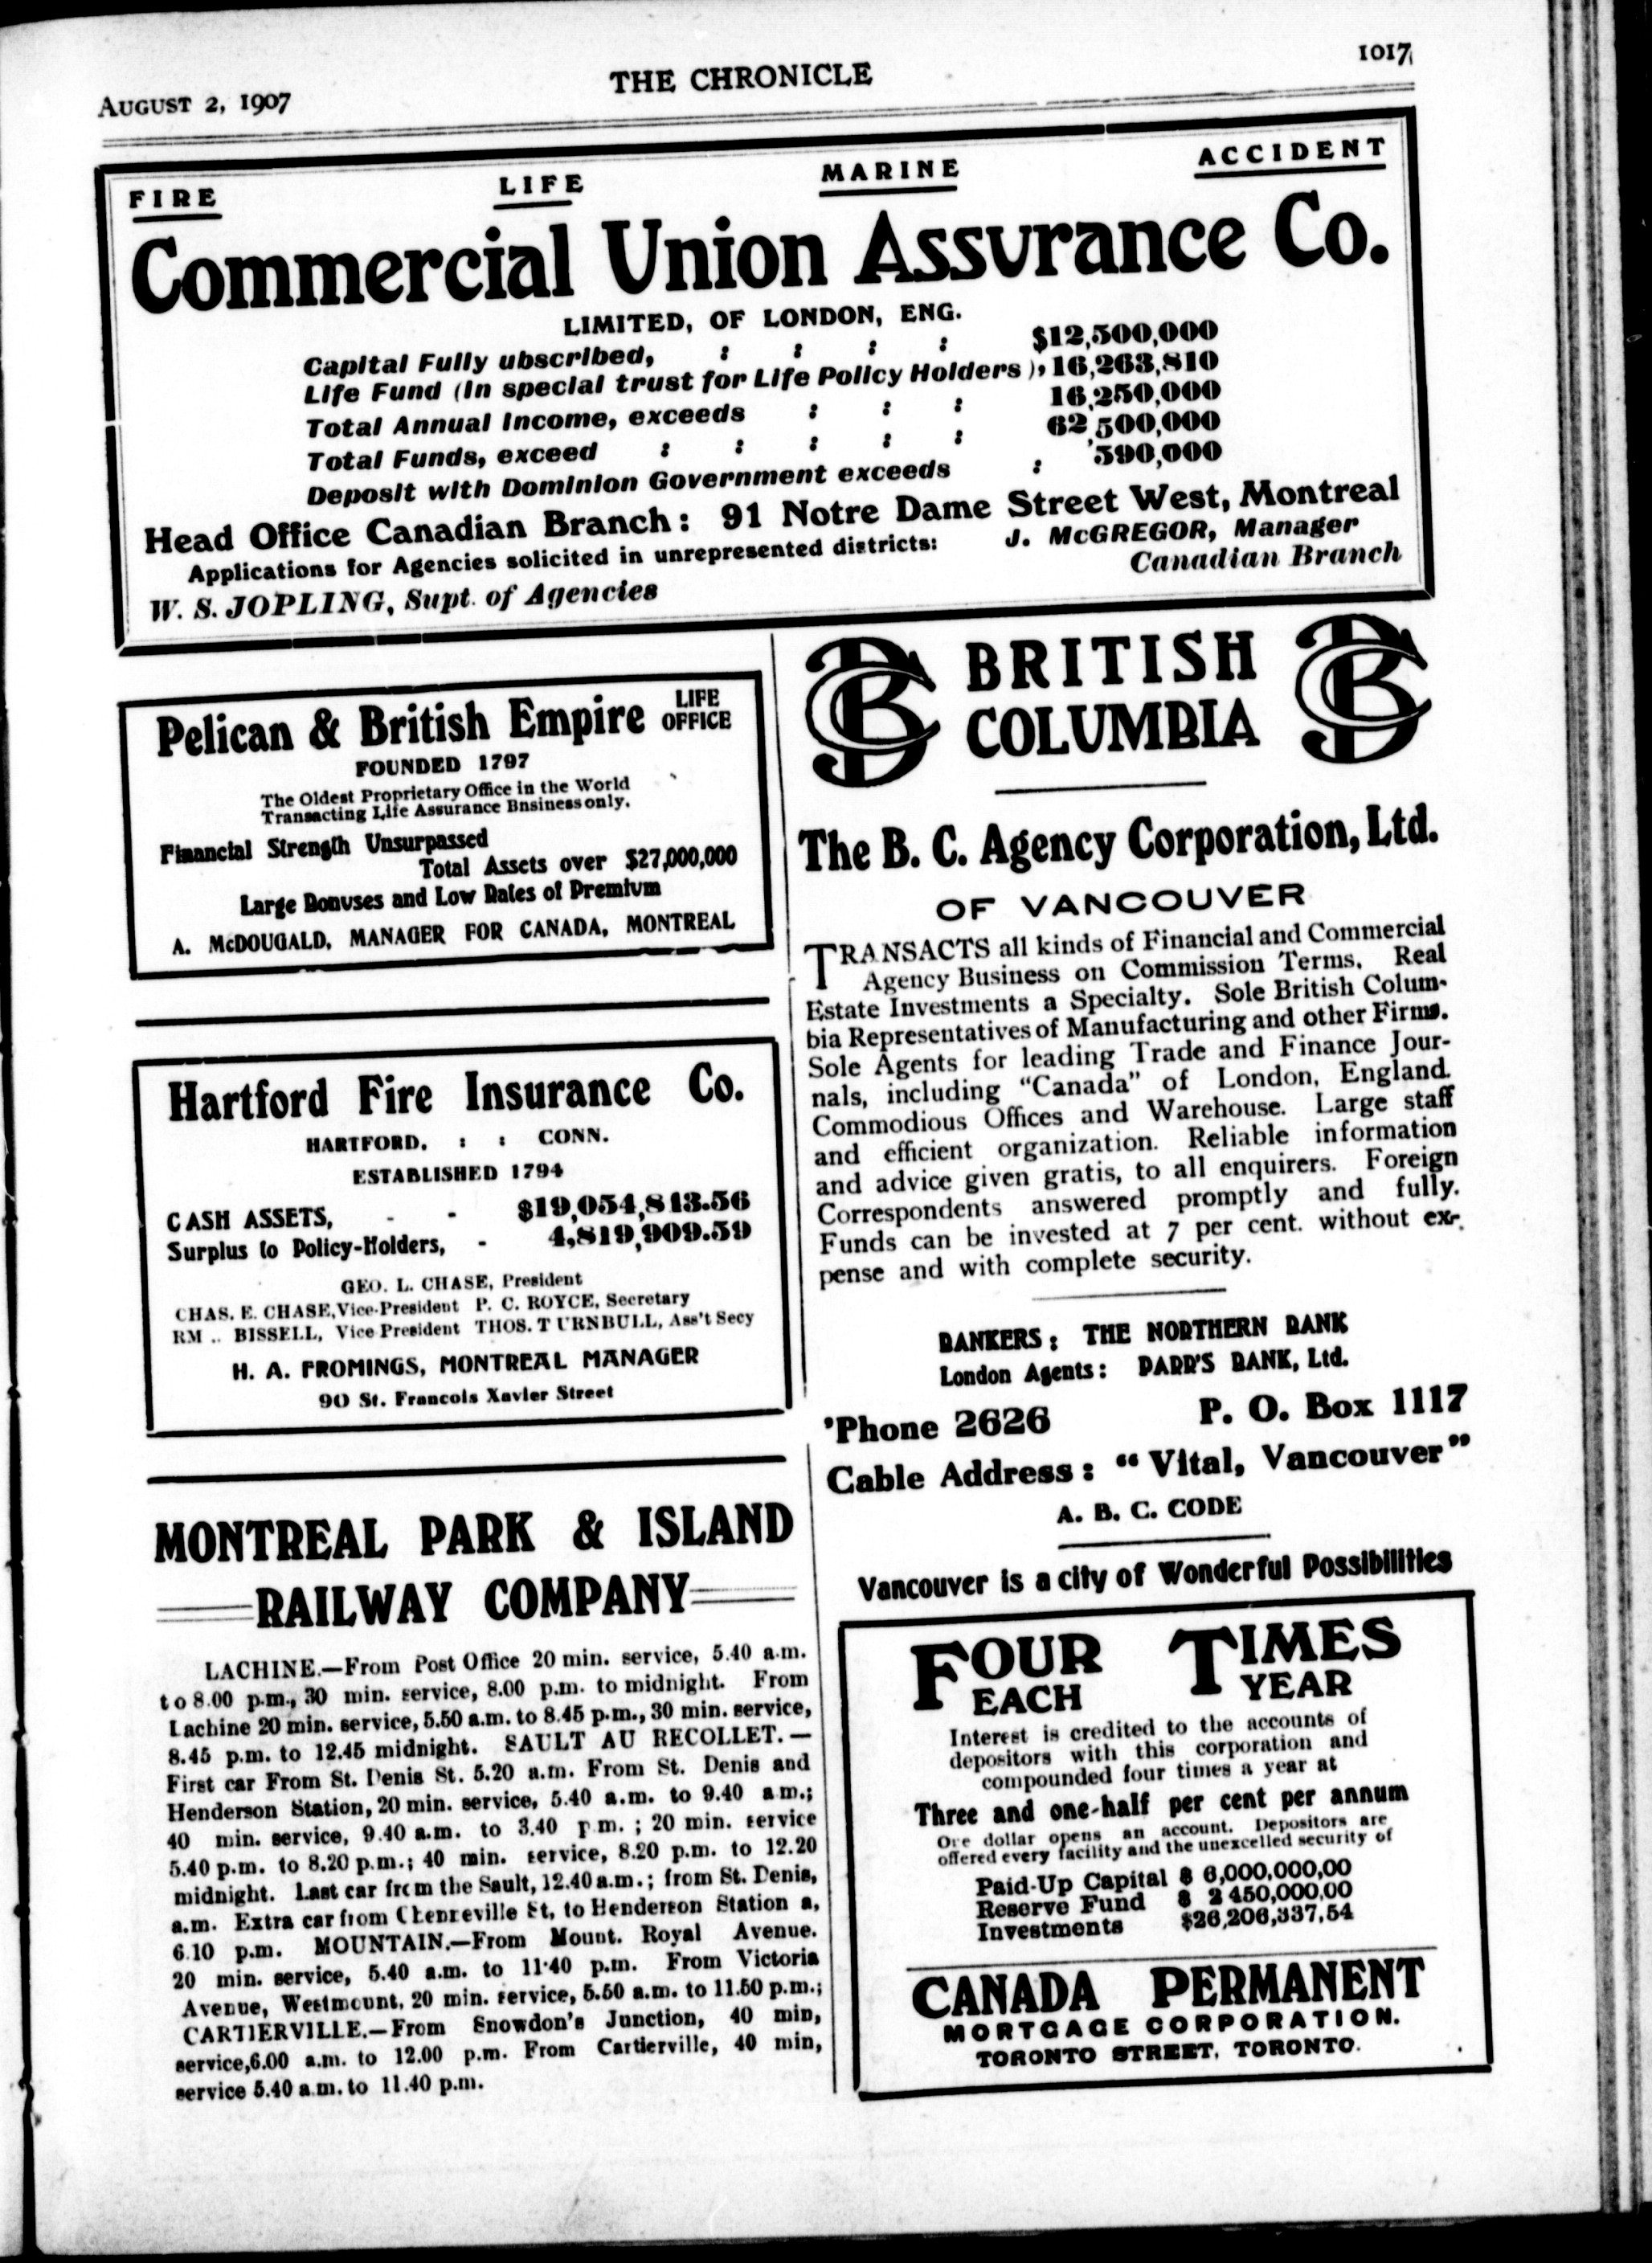 AUGUST 2, 1907
THE CHRONICLE
1017
FIRE LIFE MARINE ACCIDENT
Commercial Union Assurance Co.
LIMITED, OF LONDON, ENG.
Capital Fully ubscribed, : : : : $12,500,000
Life Fund (In special trust for Life Policy Holders), 16,263,810
Total Annual Income, exceeds : : : 16,250,000
Total Funds, exceed : : : : : 62,500,000
Deposit with Dominion Government exceeds : 590,000
Head Office Canadian Branch: 91 Notre Dame Street West, Montreal
Applications for Agencies solicited in unrepresented districts:
J. McGREGOR, Manager
Canadian Branch
W. S. JOPLING, Supt. of Agencies
Pelican & British Empire LIFE OFFICE
FOUNDED 1797
The Oldest Proprietary Office in the World
Transacting Life Assurance Bnsiness only.
Financial Strength Unsurpassed
Total Assets over $27,000,000
Large Bonuses and Low Rates of Premium
A. McDOUGALD, MANAGER FOR CANADA, MONTREAL
Hartford Fire Insurance Co.
HARTFORD. : : CONN.
ESTABLISHED 1794
CASH ASSETS, - - $19,054,843.56
Surplus to Policy-Holders, - 4,819,909.59
GEO. L. CHASE, President
CHAS. E. CHASE, Vice-President P. C. ROYCE, Secretary
RM .. BISSELL, Vice President THOS. TURNBULL, Ass't Secy
H. A. FROMINGS, MONTREAL MANAGER
90 St. Francois Xavier Street
MONTREAL PARK & ISLAND
RAILWAY COMPANY
LACHINE.—From Post Office 20 min. service, 5.40 a.m.
to 8.00 p.m., 30 min. service, 8.00 p.m. to midnight. From
Lachine 20 min. service, 5.50 a.m. to 8.45 p.m., 30 min. service,
8.45 p.m. to 12.45 midnight. SAULT AU RECOLLET.—
First car From St. Denis St. 5.20 a.m. From St. Denis and
Henderson Station, 20 min. service, 5.40 a.m. to 9.40 a m.;
40 min. service, 9.40 a.m. to 3.40 p m. ; 20 min. service
5.40 p.m. to 8.20 p.m.; 40 min. service, 8.20 p.m. to 12.20
midnight. Last car from the Sault, 12.40 a.m.; from St. Denis,
a.m. Extra car from Chenreville St, to Henderson Station a,
6.10 p.m. MOUNTAIN.—From Mount. Royal Avenue.
20 min. service, 5.40 a.m. to 11·40 p.m. From Victoria
Avenue, Westmount, 20 min. service, 5.50 a.m. to 11.50 p.m.;
CARTIERVILLE.—From Snowdon's Junction, 40 min,
service, 6.00 a.m. to 12.00 p.m. From Cartierville, 40 min,
service 5.40 a.m. to 11.40 p.m.
BC BRITISH COLUMBIA BC
The B. C. Agency Corporation, Ltd.
OF VANCOUVER
TRANSACTS all kinds of Financial and Commercial
Agency Business on Commission Terms. Real
Estate Investments a Specialty. Sole British Colum-
bia Representatives of Manufacturing and other Firms.
Sole Agents for leading Trade and Finance Jour-
nals, including "Canada" of London, England.
Commodious Offices and Warehouse. Large staff
and efficient organization. Reliable information
and advice given gratis, to all enquirers. Foreign
Correspondents answered promptly and fully.
Funds can be invested at 7 per cent. without ex-
pense and with complete security.
BANKERS: THE NORTHERN BANK
London Agents: PARR'S BANK, Ltd.
'Phone 2626 P. O. Box 1117
Cable Address: "Vital, Vancouver"
A. B. C. CODE
Vancouver is a city of Wonderful Possibilities
FOUR TIMES
EACH YEAR
Interest is credited to the accounts of
depositors with this corporation and
compounded four times a year at
Three and one-half per cent per annum
One dollar opens an account. Depositors are
offered every facility and the unexcelled security of
Paid-Up Capital $ 6,000,000,00
Reserve Fund $ 2 450,000,00
Investments $26,206,337,54
CANADA PERMANENT
MORTGAGE CORPORATION.
TORONTO STREET, TORONTO.